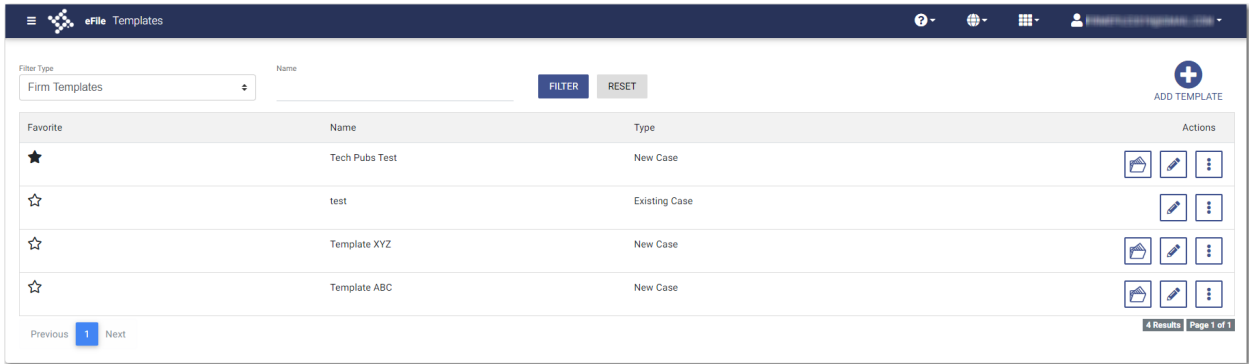 eFile Templates
Filter Type
Name
Firm Templates
FILTER
RESET
ADD TEMPLATE
Favorite Name Type Actions
Tech Pubs Test New Case
test Existing Case
Template XYZ New Case
Template ABC New Case
Previous 1 Next
4 Results Page 1 of 1